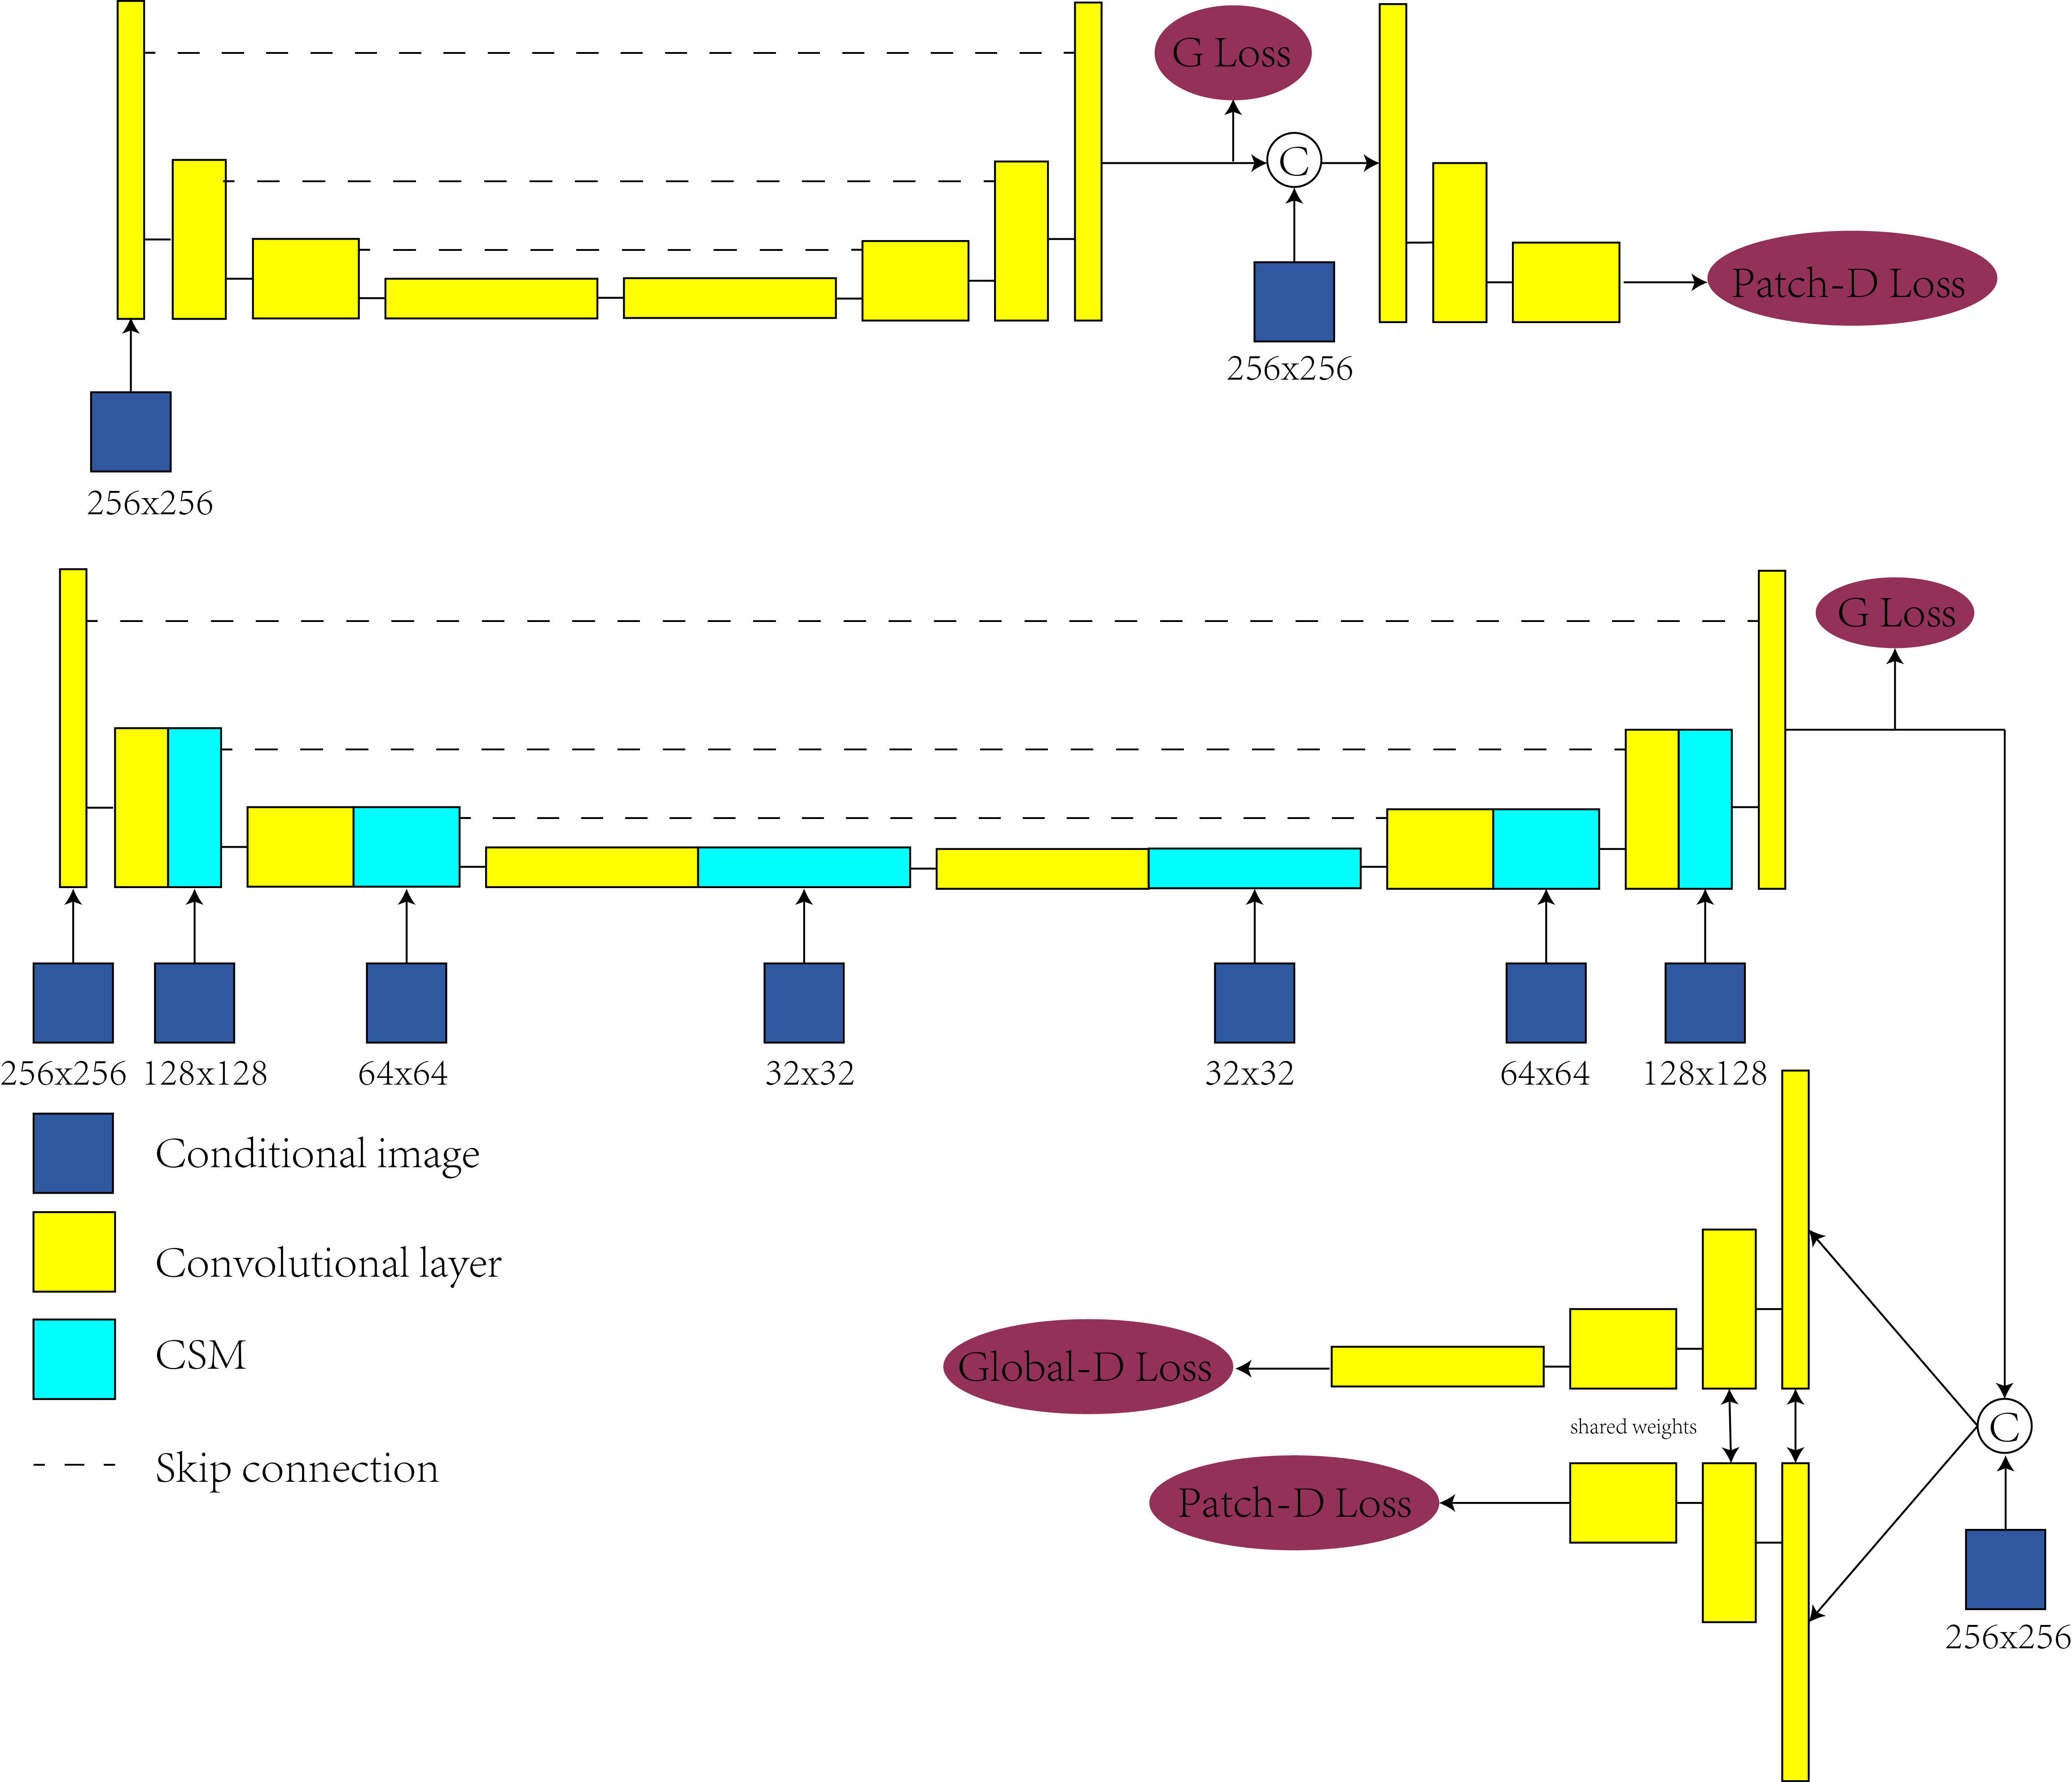 G Loss
C
Patch-D Loss
256x256
256x256
G Loss
256x256 128x128 64x64 32x32 32x32 64x64 128x128
Conditional image
Convolutional layer
CSM
Skip connection
Global-D Loss
shared weights
C
Patch-D Loss
256x256